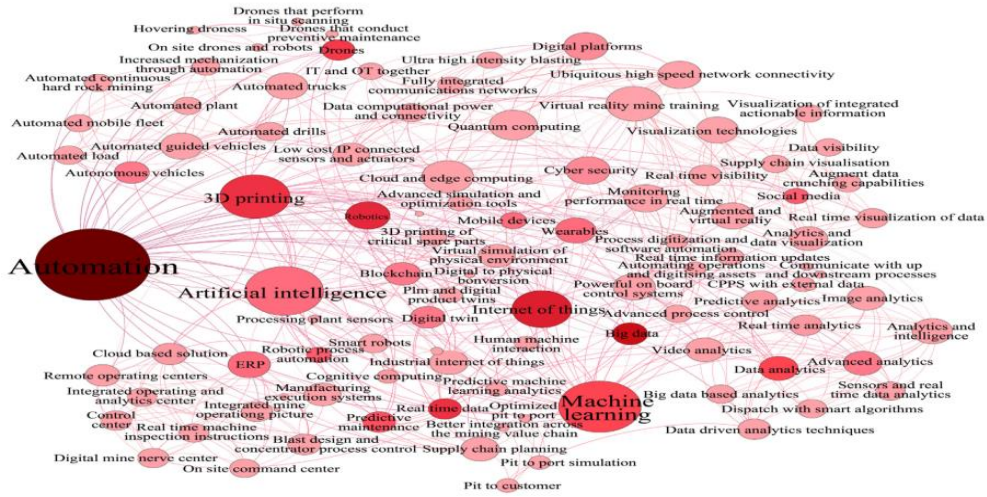 Drones that perform
in situ scanning
Hovering droness
Drones that conduct
preventive maintenance
On site drones and robots
Drones
Increased mechanization
through automation
IT and OT together
Ultra high intensity blasting
Digital platforms
Automated continuous
hard rock mining
Automated trucks
Fully integrated
communications networks
Ubiquitous high speed network connectivity
Automated plant
Data computational power
and connectivity
Virtual reality mine training
Visualization of integrated
actionable information
Automated mobile fleet
Automated drills
Quantum computing
Visualization technologies
Automated guided vehicles
Low cost IP connected
sensors and actuators
Data visibility
Automated load
Autonomous vehicles
Cloud and edge computing
Cyber security
Real time visibility
Supply chain visualisation
Augment data
crunching capabilities
3D printing
Advanced simulation and
optimization tools
Monitoring
performance in real time
Social media
Robotics
Mobile devices
Wearables
Augmented and
virtual realiy
Real time visualization of data
3D printing of
critical spare parts
Virtual simulation of
physical environment
Process digitization and
software automation
Analytics and
data visualization
Automation
Blockchain
Digital to physical
bonversion
Real time information updates
Automating operations
and digitising assets
Communicate with up
and downstream processes
Artificial intelligence
Plm and digital
product twins
Powerful on board
control systems
CPPS with external data
Internet of things
Predictive analytics
Image analytics
Processing plant sensors
Digital twin
Advanced process control
Big data
Real time analytics
Analytics and
intelligence
Smart robots
Human machine
interaction
Cloud based solution
Robotic process
automation
ERP
Industrial internet of things
Video analytics
Data analytics
Advanced analytics
Remote operating centers
Cognitive computing
Predictive machine
learning analytics
Integrated operating and
analytics center
Manufacturing
execution systems
Machine
learning
Big data based analytics
Sensors and real
time data analytics
Control
center
Integrated mine
operationg picture
Real time data
Optimized
pit to port
Dispatch with smart algorithms
Real time machine
inspection instructions
Predictive
maintennance
Better integration across
the mining value chain
Data driven analytics techniques
Digital mine nerve center
Blast design and
concentrator process control
Supply chain planning
On site command center
Pit to port simulation
Pit to customer